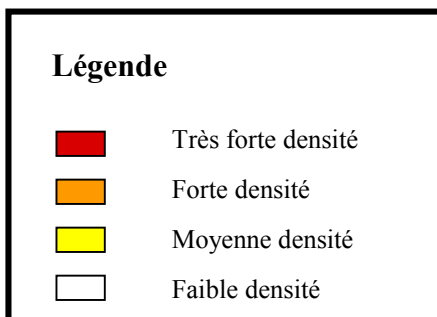 Légende
Très forte densité
Forte densité
Moyenne densité
Faible densité